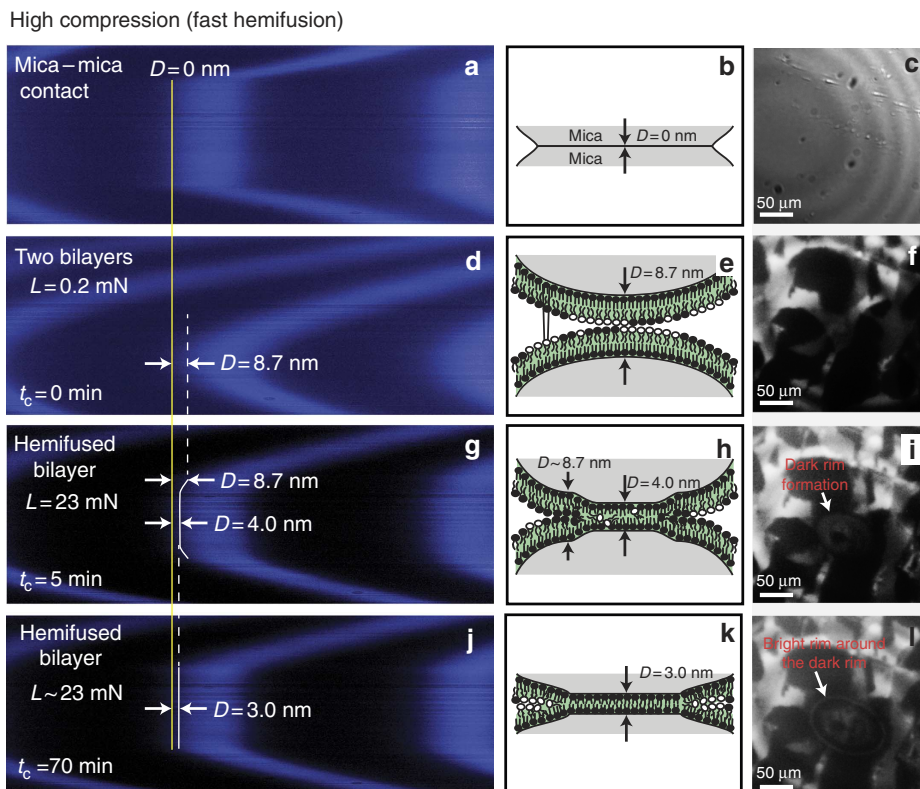 High compression (fast hemifusion)
Mica–mica
contact
D=0 nm
a
b
Mica
D=0 nm
Mica
c
50 μm
Two bilayers
L=0.2 mN
D=8.7 nm
t_c=0 min
d
D=8.7 nm
e
f
50 μm
Hemifused
bilayer
L=23 mN
D=8.7 nm
D=4.0 nm
t_c=5 min
g
D~8.7 nm
D=4.0 nm
h
Dark rim
formation
i
50 μm
Hemifused
bilayer
L~23 mN
D=3.0 nm
t_c=70 min
j
D=3.0 nm
k
Bright rim around
the dark rim
l
50 μm